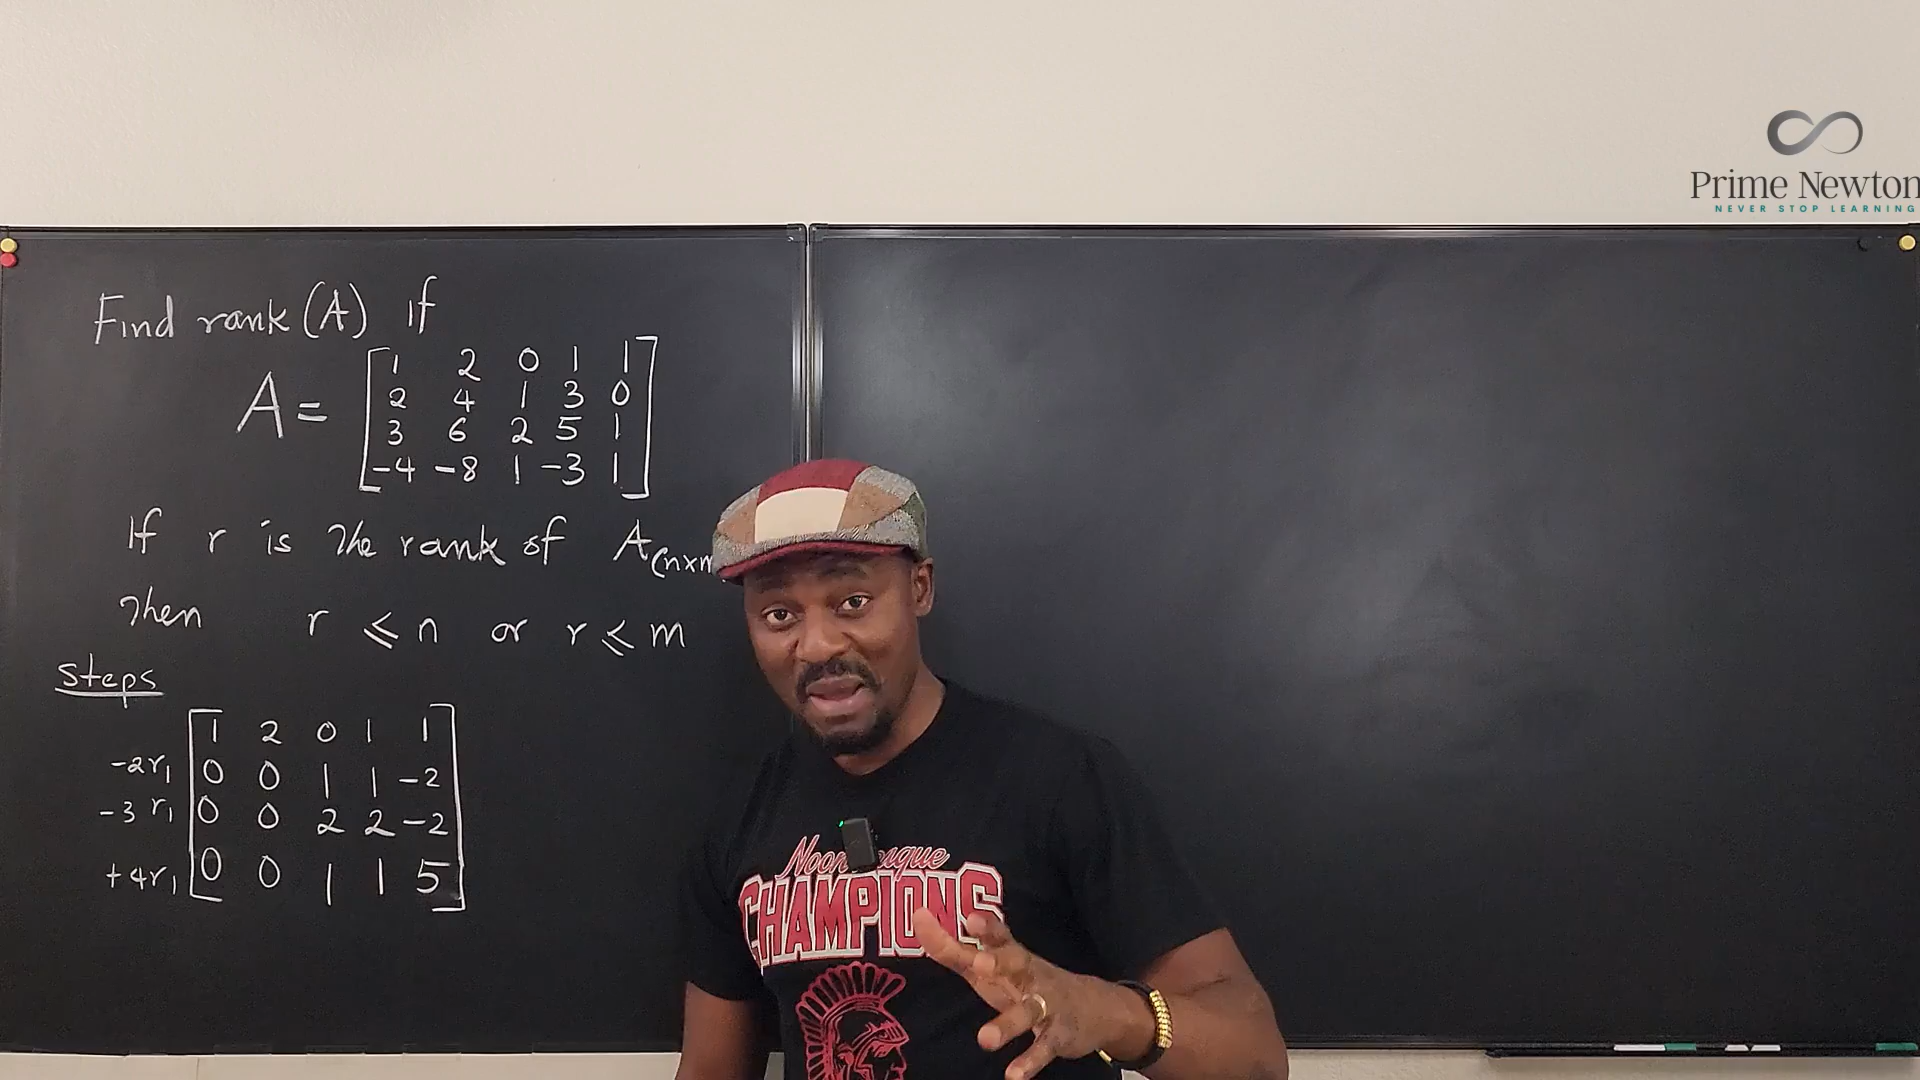 Prime Newton
NEVER STOP LEARNING
Find rank(A) if
A = [1 2 0 1 1
2 4 1 3 0
3 6 2 5 1
-4 -8 1 -3 1]
If r is the rank of A(n×m
Then r ≤ n or r ≤ m
Steps
[1 2 0 1 1
-2r₁ 0 0 1 1 -2
-3r₁ 0 0 2 2 -2
+4r₁ 0 0 1 1 5]
CHAMPIONS